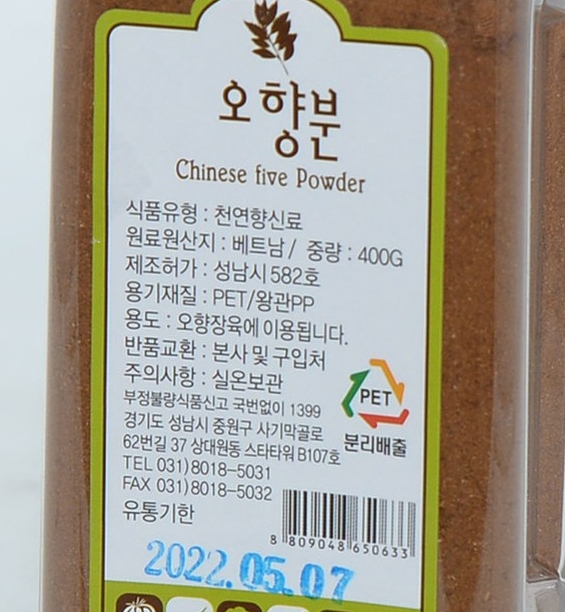 오향분
Chinese five Powder
식품유형 : 천연향신료
원료원산지 : 베트남 / 중량 : 400G
제조허가 : 성남시 582호
용기재질 : PET/왕관PP
용도 : 오향장육에 이용됩니다.
반품교환 : 본사 및 구입처
주의사항 : 실온보관
부정불량식품신고 국번없이 1399
경기도 성남시 중원구 사기막골로
62번길 37 상대원동 스타타워 B107호
TEL 031)8018-5031
FAX 031)8018-5032
유통기한
PET
분리배출
8 809048 650633
2022.05.07